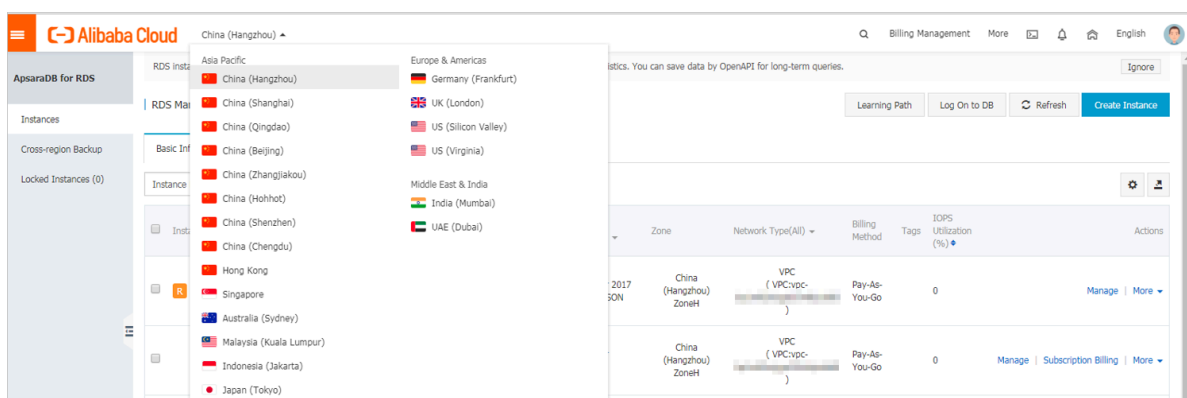 Alibaba Cloud
China (Hangzhou)
Billing Management
More
English
ApsaraDB for RDS
Instances
Cross-region Backup
Locked Instances (0)
RDS insta
istics. You can save data by OpenAPI for long-term queries.
Ignore
RDS Mar
Learning Path
Log On to DB
Refresh
Create Instance
Basic Inf
Instance
Asia Pacific
China (Hangzhou)
China (Shanghai)
China (Qingdao)
China (Beijing)
China (Zhangjiakou)
China (Hohhot)
China (Shenzhen)
China (Chengdu)
Hong Kong
Singapore
Australia (Sydney)
Malaysia (Kuala Lumpur)
Indonesia (Jakarta)
Japan (Tokyo)
Europe & Americas
Germany (Frankfurt)
UK (London)
US (Silicon Valley)
US (Virginia)
Middle East & India
India (Mumbai)
UAE (Dubai)
Insta
Zone
Network Type(All)
Billing
Method
Tags
IOPS
Utilization
(%)
Actions
R
2017
SON
China
(Hangzhou)
ZoneH
VPC
( VPC:vpc-
)
Pay-As-
You-Go
0
Manage | More
China
(Hangzhou)
ZoneH
VPC
( VPC:vpc-
)
Pay-As-
You-Go
0
Manage | Subscription Billing | More